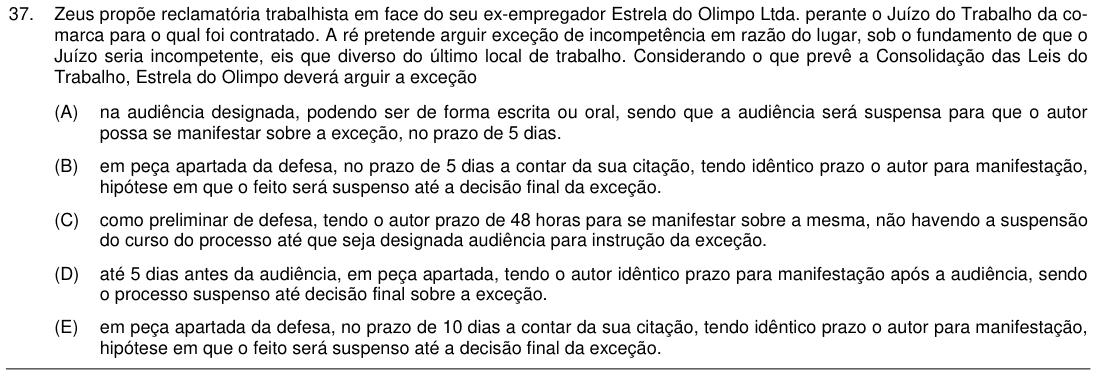 37. Zeus propõe reclamatória trabalhista em face do seu ex-empregador Estrela do Olimpo Ltda. perante o Juízo do Trabalho da co-
marca para o qual foi contratado. A ré pretende arguir exceção de incompetência em razão do lugar, sob o fundamento de que o
Juízo seria incompetente, eis que diverso do último local de trabalho. Considerando o que prevê a Consolidação das Leis do
Trabalho, Estrela do Olimpo deverá arguir a exceção
(A) na audiência designada, podendo ser de forma escrita ou oral, sendo que a audiência será suspensa para que o autor
possa se manifestar sobre a exceção, no prazo de 5 dias.
(B) em peça apartada da defesa, no prazo de 5 dias a contar da sua citação, tendo idêntico prazo o autor para manifestação,
hipótese em que o feito será suspenso até a decisão final da exceção.
(C) como preliminar de defesa, tendo o autor prazo de 48 horas para se manifestar sobre a mesma, não havendo a suspensão
do curso do processo até que seja designada audiência para instrução da exceção.
(D) até 5 dias antes da audiência, em peça apartada, tendo o autor idêntico prazo para manifestação após a audiência, sendo
o processo suspenso até decisão final sobre a exceção.
(E) em peça apartada da defesa, no prazo de 10 dias a contar da sua citação, tendo idêntico prazo o autor para manifestação,
hipótese em que o feito será suspenso até a decisão final da exceção.